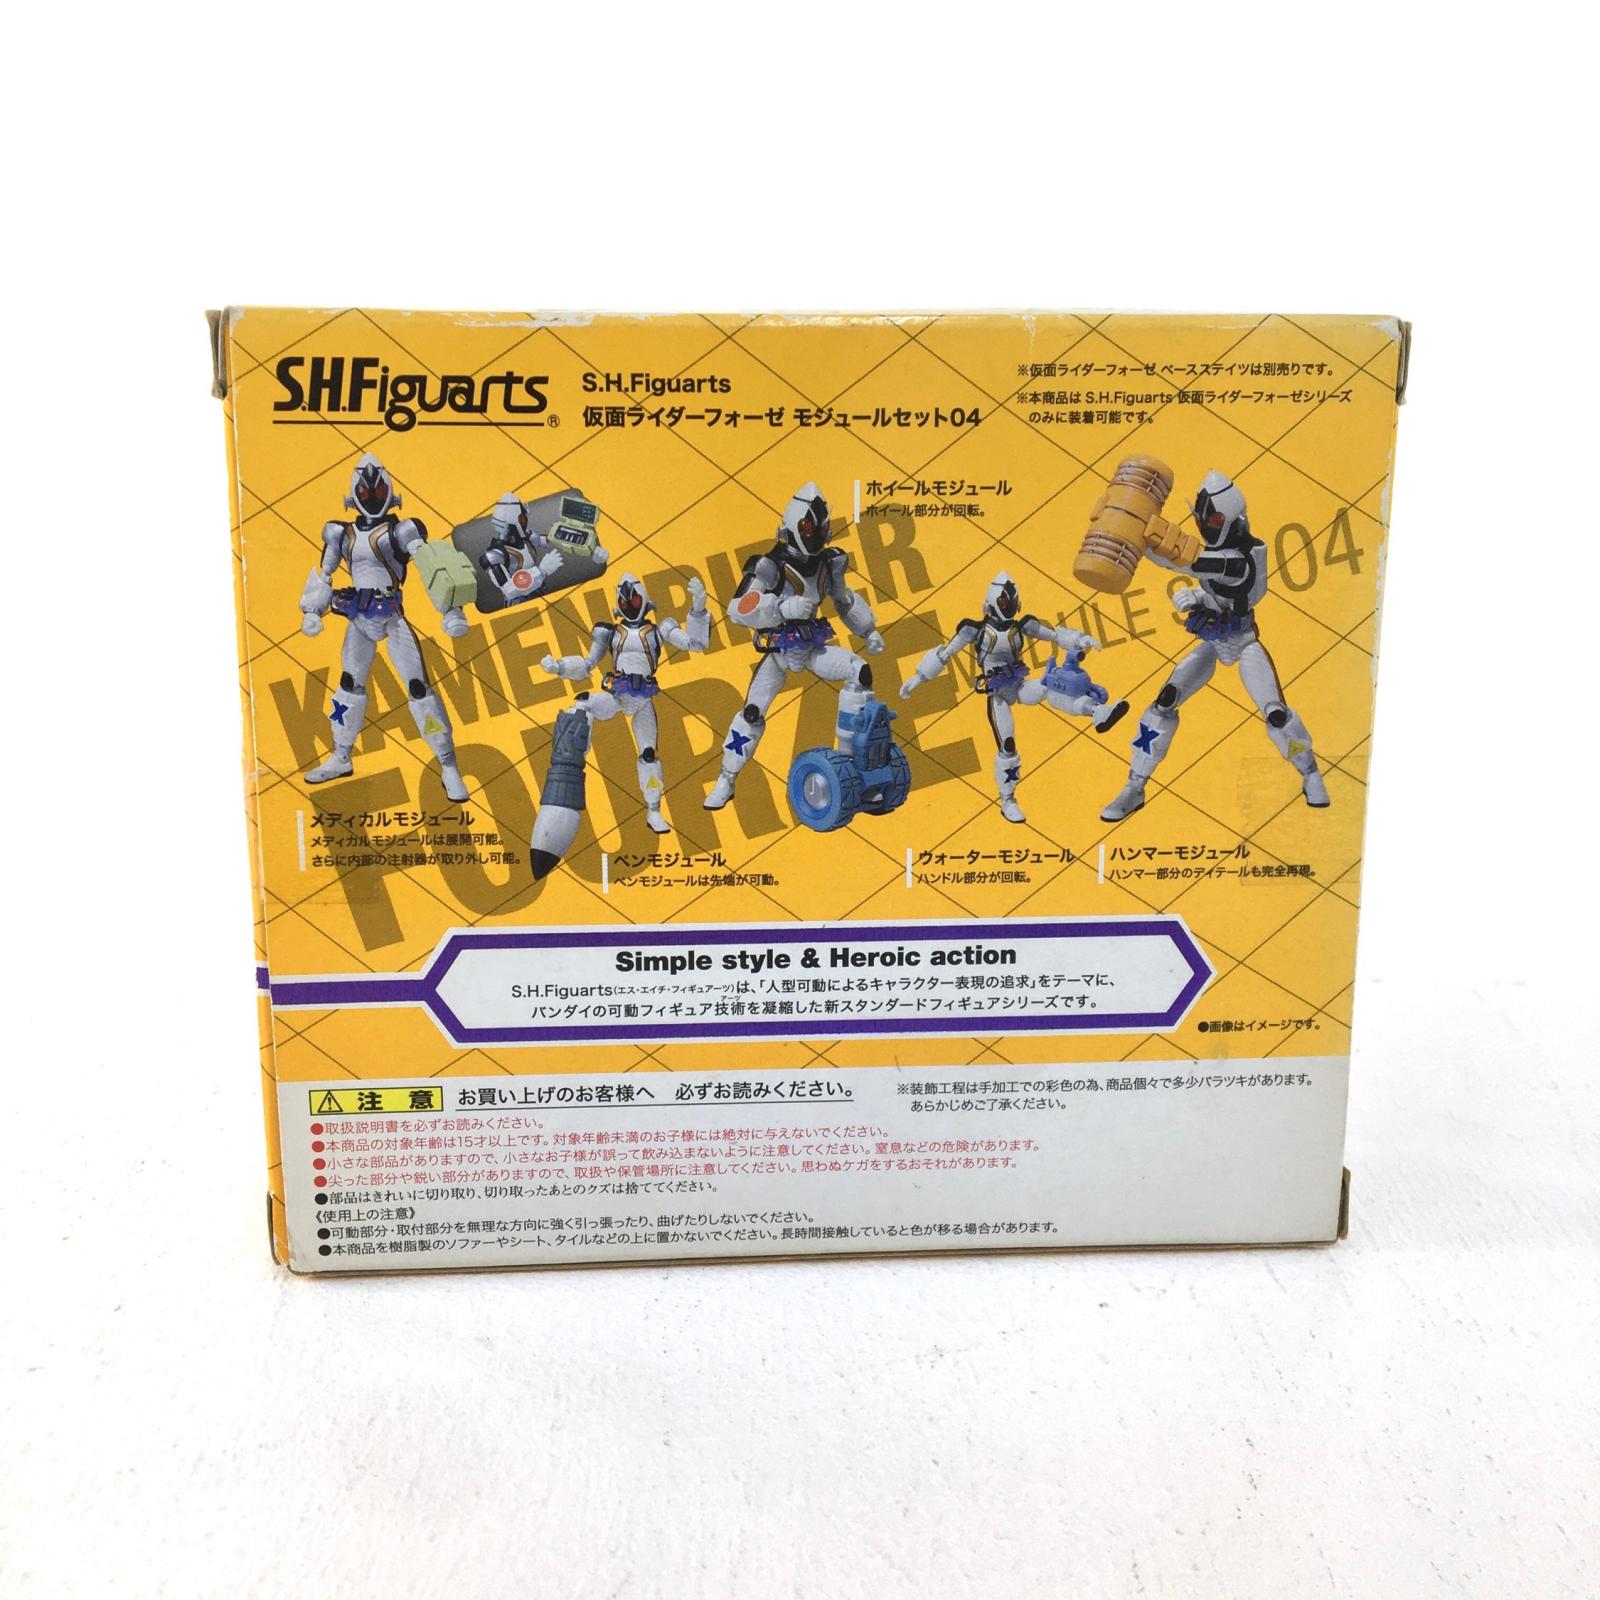 S.H.Figuarts®
S.H.Figuarts
仮面ライダーフォーゼ モジュールセット04
※仮面ライダーフォーゼ ベースステイツは別売りです。
※本商品は S.H.Figuarts 仮面ライダーフォーゼシリーズ
のみに装着可能です。
ホイールモジュール
ホイール部分が回転。
KAMEN RIDER
FOURZE
MODULE SET 04
メディカルモジュール
メディカルモジュールは展開可能。
さらに内部の注射器が取り外し可能。
ペンモジュール
ペンモジュールは先端が可動。
ウォーターモジュール
ハンドル部分が回転。
ハンマーモジュール
ハンマー部分のディテールも完全再現。
Simple style & Heroic action
S.H.Figuarts(エス・エイチ・フィギュアーツ)は、「人型可動によるキャラクター表現の追求」をテーマに、
アーツ
バンダイの可動フィギュア技術を凝縮した新スタンダードフィギュアシリーズです。
●画像はイメージです。
注意
お買い上げのお客様へ 必ずお読みください。
※装飾工程は手加工での彩色の為、商品個々で多少バラツキがあります。
あらかじめご了承ください。
●取扱説明書を必ずお読みください。
●本商品の対象年齢は15才以上です。対象年齢未満のお子様には絶対に与えないでください。
●小さな部品がありますので、小さなお子様が誤って飲み込まないように注意してください。窒息などの危険があります。
●尖った部分や鋭い部分がありますので、取扱や保管場所に注意してください。思わぬケガをするおそれがあります。
●部品はきれいに切り取り、切り取ったあとのクズは捨ててください。
《使用上の注意》
●可動部分・取付部分を無理な方向に強く引っ張ったり、曲げたりしないでください。
●本商品を樹脂製のソファーやシート、タイルなどの上に置かないでください。長時間接触していると色が移る場合があります。